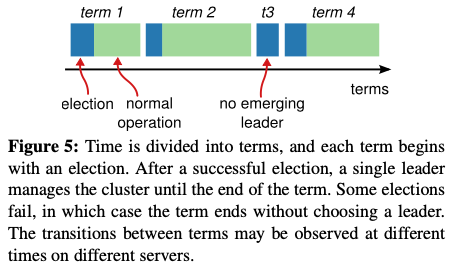 term 1 term 2 t3 term 4
terms
election normal operation no emerging leader
Figure 5: Time is divided into terms, and each term begins
with an election. After a successful election, a single leader
manages the cluster until the end of the term. Some elections
fail, in which case the term ends without choosing a leader.
The transitions between terms may be observed at different
times on different servers.